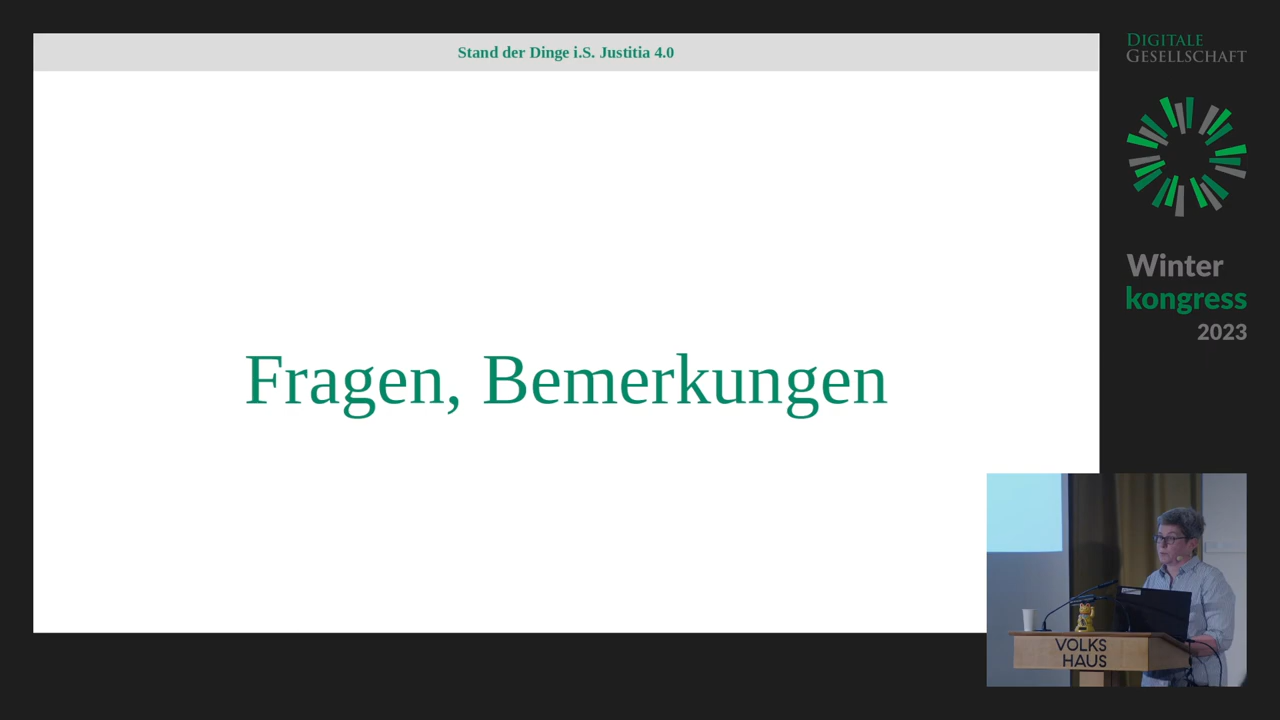 Stand der Dinge i.S. Justitia 4.0
Fragen, Bemerkungen
DIGITALE
GESELLSCHAFT
Winter
kongress
2023
VOLKS
HAUS